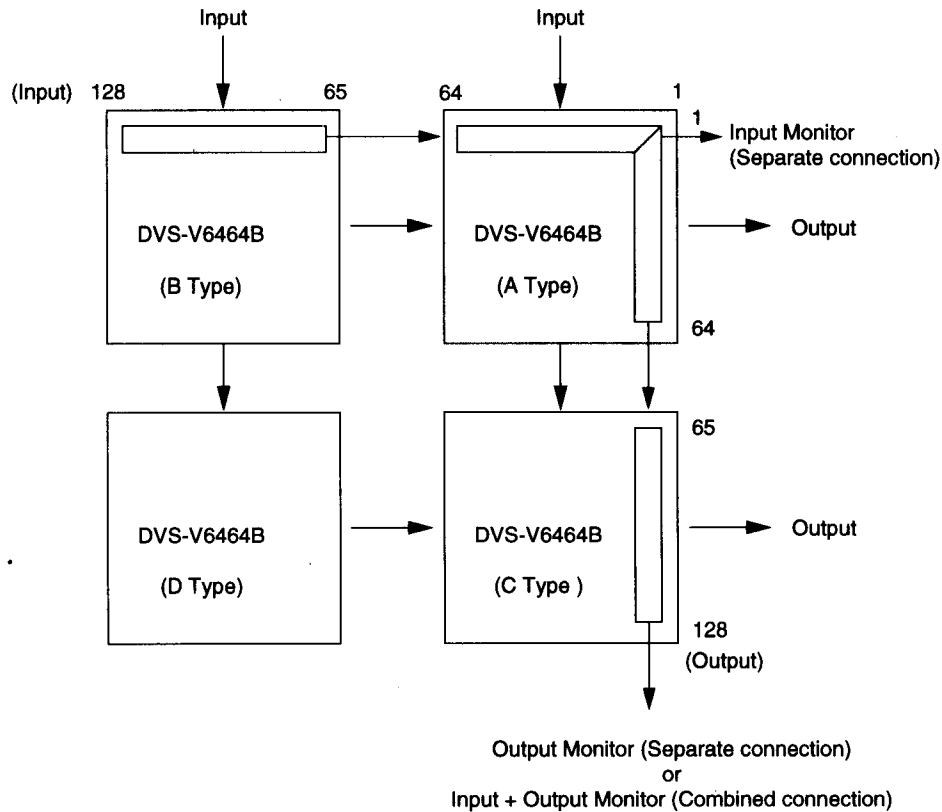 Input
Input
(Input) 128
65
64
1
1
Input Monitor
(Separate connection)
DVS-V6464B
(B Type)
DVS-V6464B
(A Type)
Output
64
65
DVS-V6464B
(D Type)
DVS-V6464B
(C Type )
Output
128
(Output)
Output Monitor (Separate connection)
or
Input + Output Monitor (Combined connection)